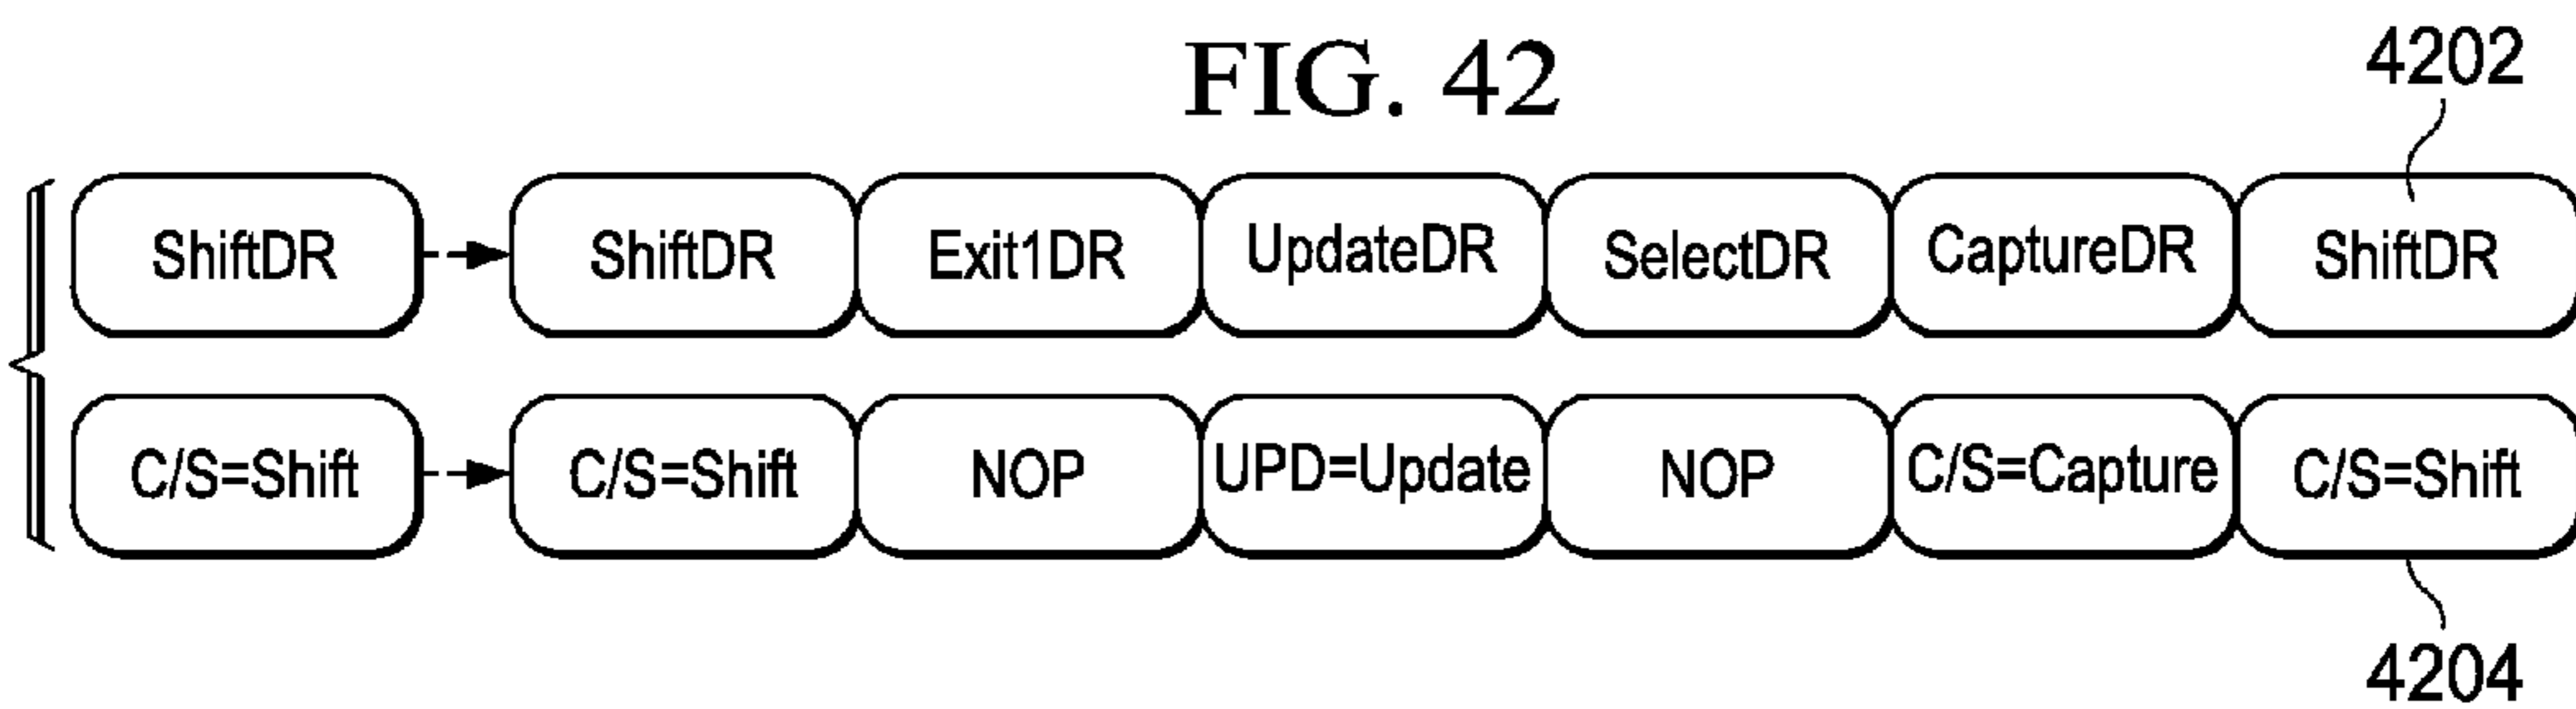 FIG. 42
4202
ShiftDR ShiftDR Exit1DR UpdateDR SelectDR CaptureDR ShiftDR
C/S=Shift C/S=Shift NOP UPD=Update NOP C/S=Capture C/S=Shift
4204